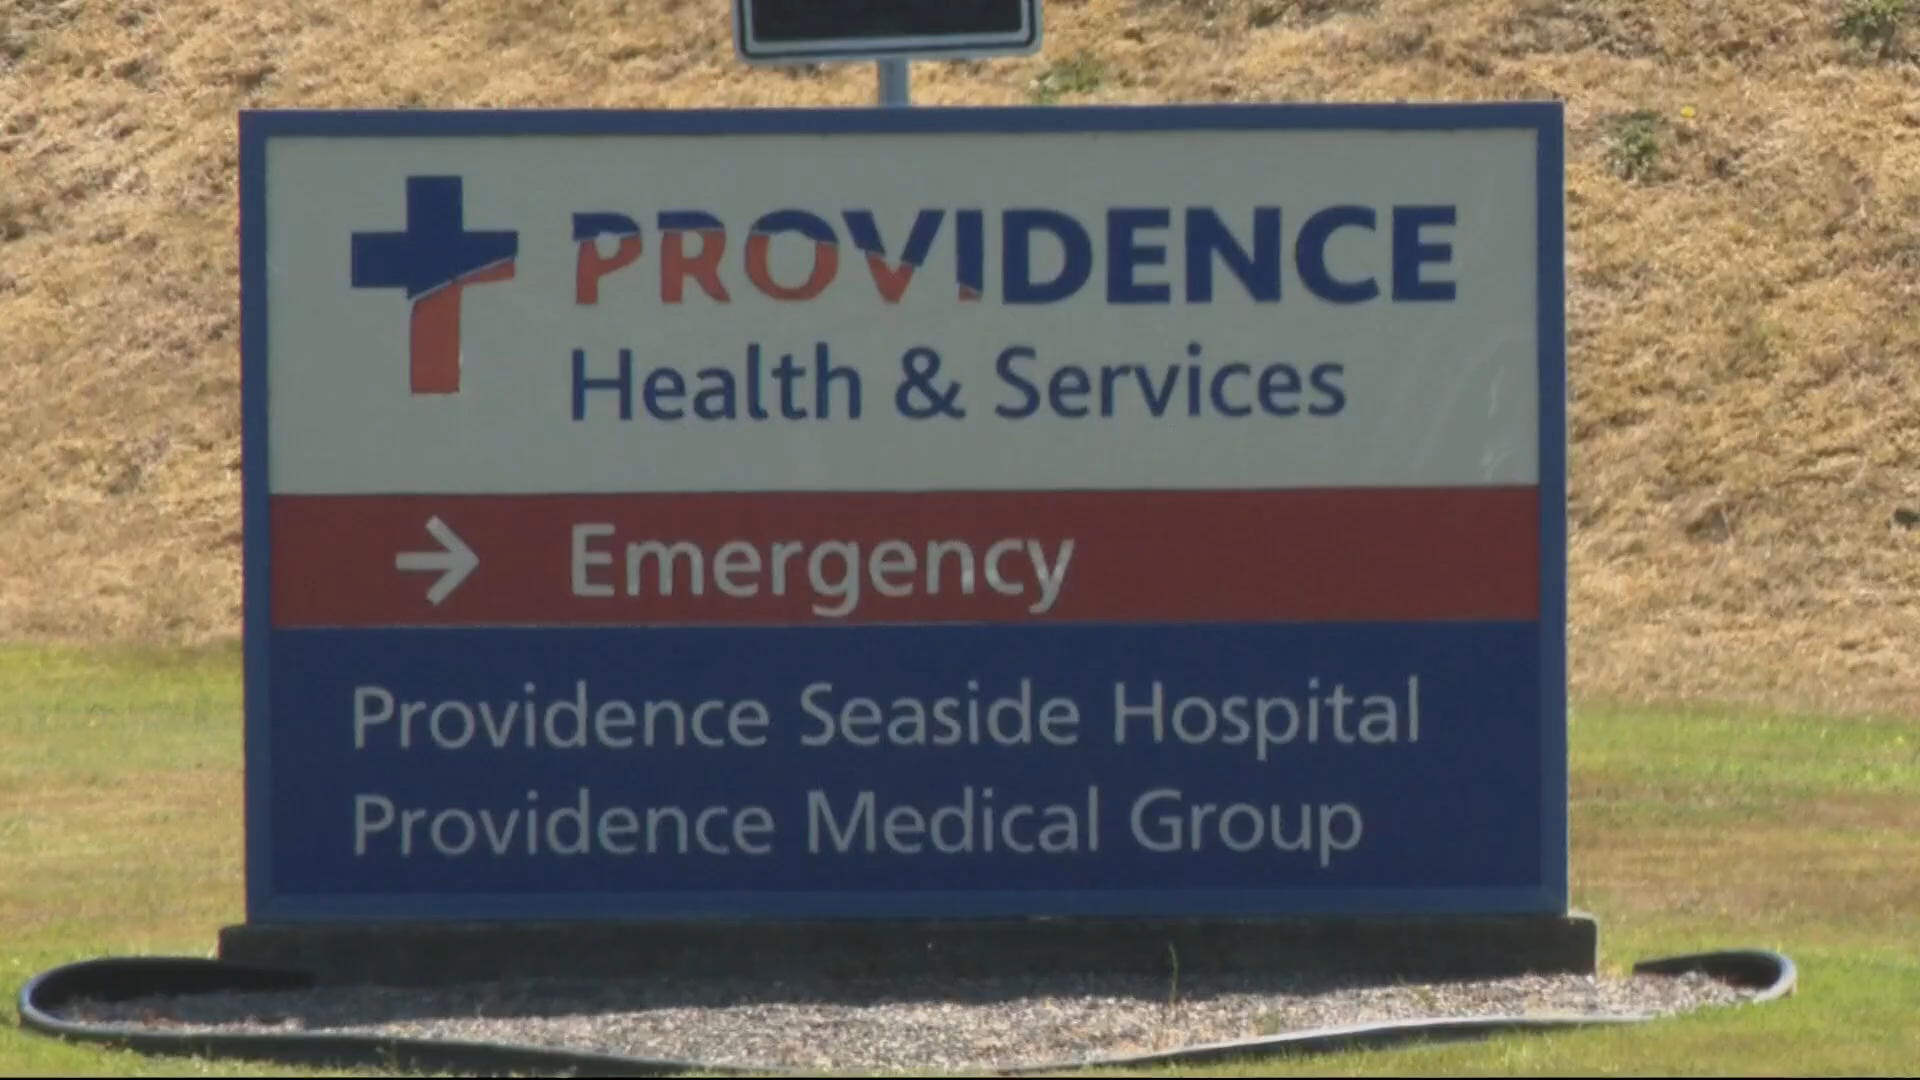 PROVIDENCE
Health & Services
→ Emergency
Providence Seaside Hospital
Providence Medical Group